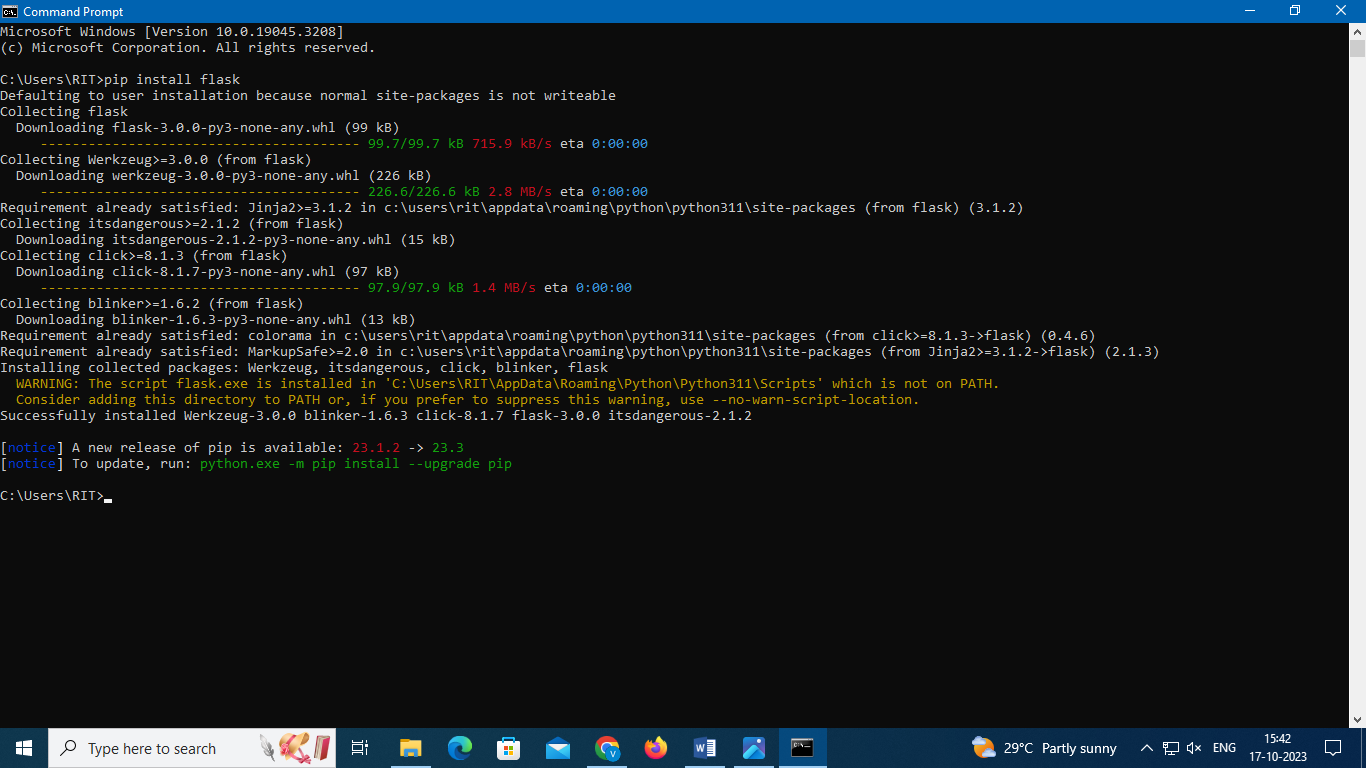 Command Prompt
Microsoft Windows [Version 10.0.19045.3208]
(c) Microsoft Corporation. All rights reserved.
C:\Users\RIT>pip install flask
Defaulting to user installation because normal site-packages is not writeable
Collecting flask
  Downloading flask-3.0.0-py3-none-any.whl (99 kB)
     ---------------------------------------- 99.7/99.7 kB 715.9 kB/s eta 0:00:00
Collecting Werkzeug>=3.0.0 (from flask)
  Downloading werkzeug-3.0.0-py3-none-any.whl (226 kB)
     ---------------------------------------- 226.6/226.6 kB 2.8 MB/s eta 0:00:00
Requirement already satisfied: Jinja2>=3.1.2 in c:\users\rit\appdata\roaming\python\python311\site-packages (from flask) (3.1.2)
Collecting itsdangerous>=2.1.2 (from flask)
  Downloading itsdangerous-2.1.2-py3-none-any.whl (15 kB)
Collecting click>=8.1.3 (from flask)
  Downloading click-8.1.7-py3-none-any.whl (97 kB)
     ---------------------------------------- 97.9/97.9 kB 1.4 MB/s eta 0:00:00
Collecting blinker>=1.6.2 (from flask)
  Downloading blinker-1.6.3-py3-none-any.whl (13 kB)
Requirement already satisfied: colorama in c:\users\rit\appdata\roaming\python\python311\site-packages (from click>=8.1.3->flask) (0.4.6)
Requirement already satisfied: MarkupSafe>=2.0 in c:\users\rit\appdata\roaming\python\python311\site-packages (from Jinja2>=3.1.2->flask) (2.1.3)
Installing collected packages: Werkzeug, itsdangerous, click, blinker, flask
  WARNING: The script flask.exe is installed in 'C:\Users\RIT\AppData\Roaming\Python\Python311\Scripts' which is not on PATH.
  Consider adding this directory to PATH or, if you prefer to suppress this warning, use --no-warn-script-location.
Successfully installed Werkzeug-3.0.0 blinker-1.6.3 click-8.1.7 flask-3.0.0 itsdangerous-2.1.2
[notice] A new release of pip is available: 23.1.2 -> 23.3
[notice] To update, run: python.exe -m pip install --upgrade pip
C:\Users\RIT>
Type here to search
29°C Partly sunny
ENG
15:42
17-10-2023